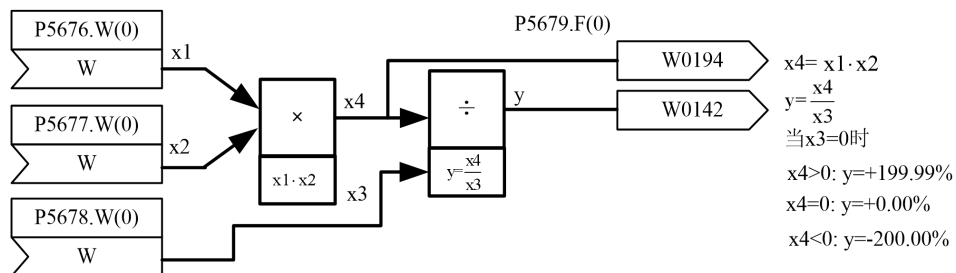 P5676.W(0)
W
x1
P5677.W(0)
W
x2
P5678.W(0)
W
×
x1·x2
x4
x3
÷
y=x4/x3
P5679.F(0)
y
W0194
W0142
x4= x1·x2
y=x4/x3
当x3=0时
x4>0: y=+199.99%
x4=0: y=+0.00%
x4<0: y=-200.00%